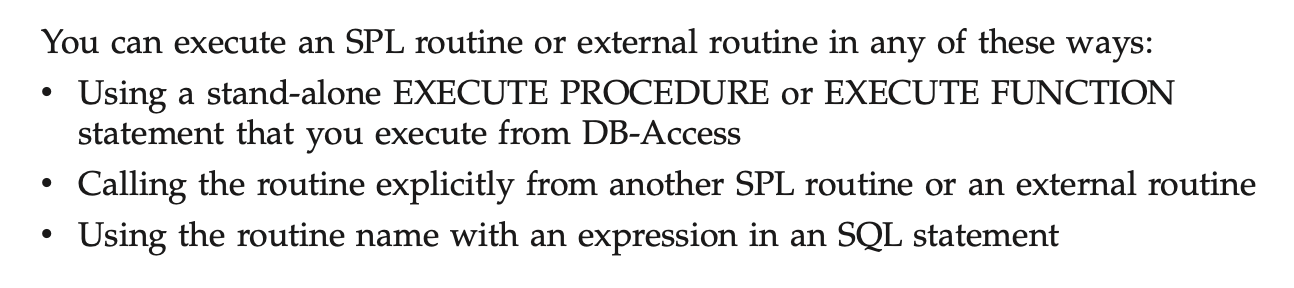 You can execute an SPL routine or external routine in any of these ways:
• Using a stand-alone EXECUTE PROCEDURE or EXECUTE FUNCTION
statement that you execute from DB-Access
• Calling the routine explicitly from another SPL routine or an external routine
• Using the routine name with an expression in an SQL statement